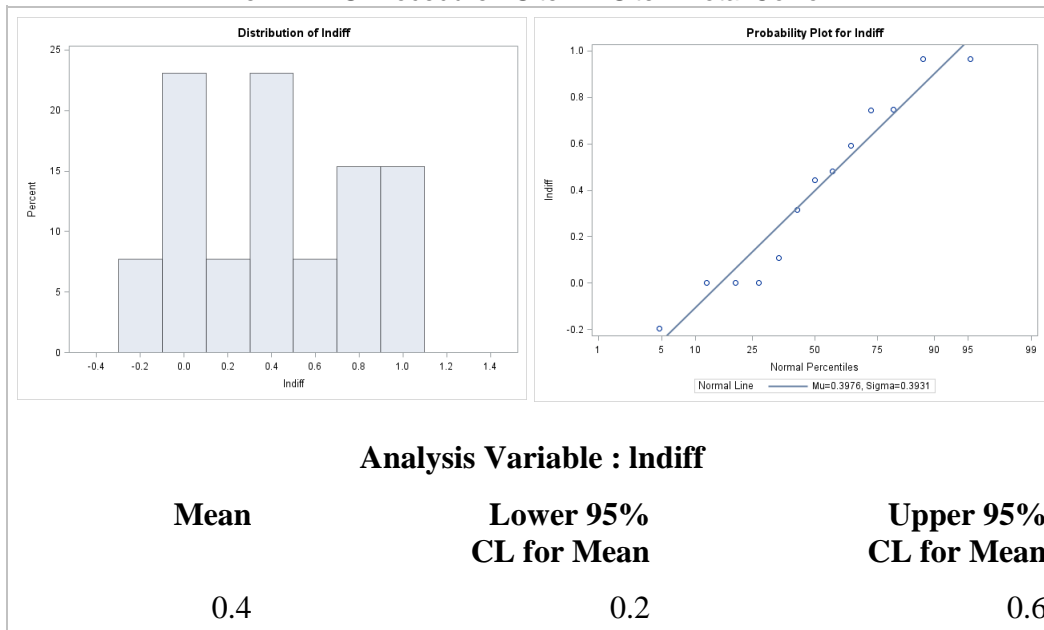 Distribution of lndiff
25
20
15
10
5
0
Percent
-0.4 -0.2 0.0 0.2 0.4 0.6 0.8 1.0 1.2 1.4
lndiff
Probability Plot for lndiff
1.0
0.8
0.6
0.4
0.2
0.0
-0.2
lndiff
1 5 10 25 50 75 90 95 99
Normal Percentiles
Normal Line Mu=0.3976, Sigma=0.3931
Analysis Variable : lndiff
Mean Lower 95% CL for Mean Upper 95% CL for Mean
0.4 0.2 0.6